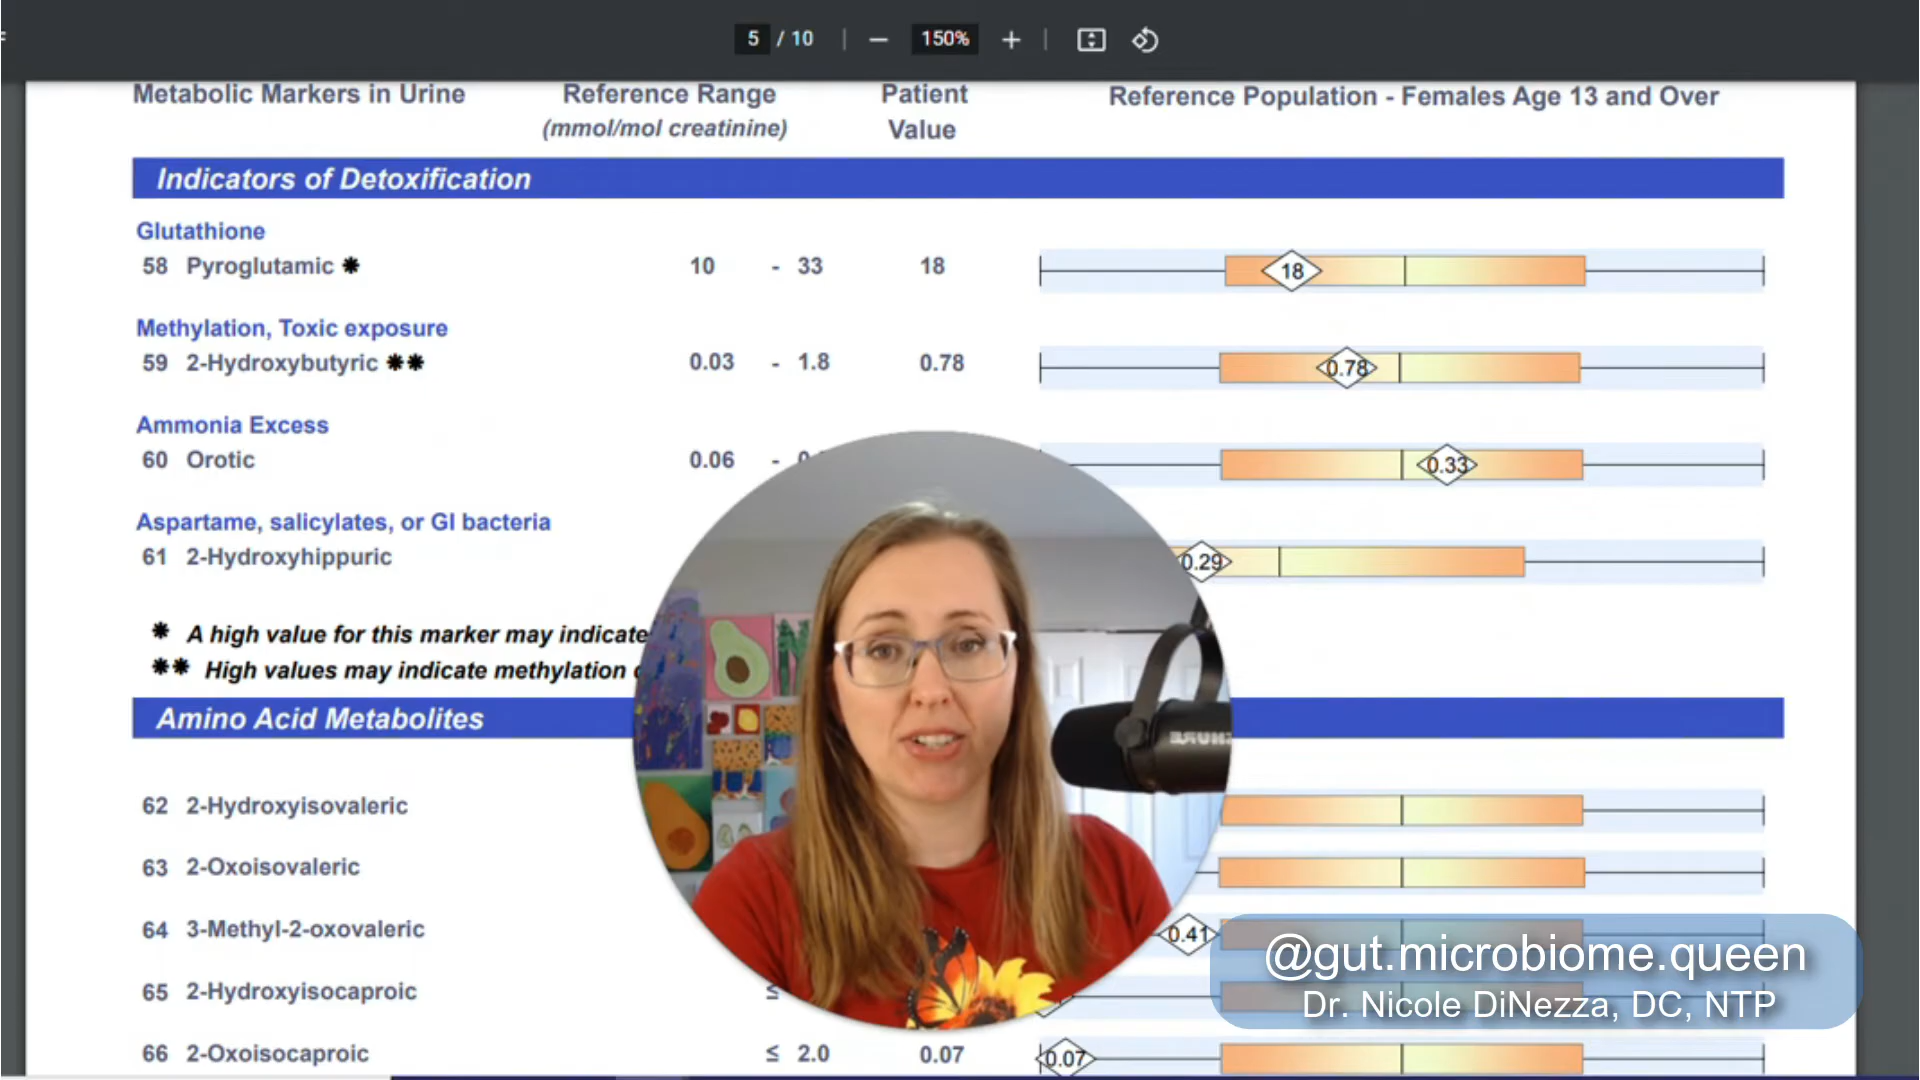 5 / 10 — 150% +
Metabolic Markers in Urine Reference Range Patient Reference Population - Females Age 13 and Over
(mmol/mol creatinine) Value
Indicators of Detoxification
Glutathione
58 Pyroglutamic ✱ 10 - 33 18 18
Methylation, Toxic exposure
59 2-Hydroxybutyric ✱✱ 0.03 - 1.8 0.78 0.78
Ammonia Excess
60 Orotic 0.06 - 0.33
Aspartame, salicylates, or GI bacteria
61 2-Hydroxyhippuric 0.29
✱ A high value for this marker may indicate
✱✱ High values may indicate methylation
Amino Acid Metabolites
SHURE
62 2-Hydroxyisovaleric
63 2-Oxoisovaleric
64 3-Methyl-2-oxovaleric 0.41
65 2-Hydroxyisocaproic ≤
66 2-Oxoisocaproic ≤ 2.0 0.07 0.07
@gut.microbiome.queen
Dr. Nicole DiNezza, DC, NTP